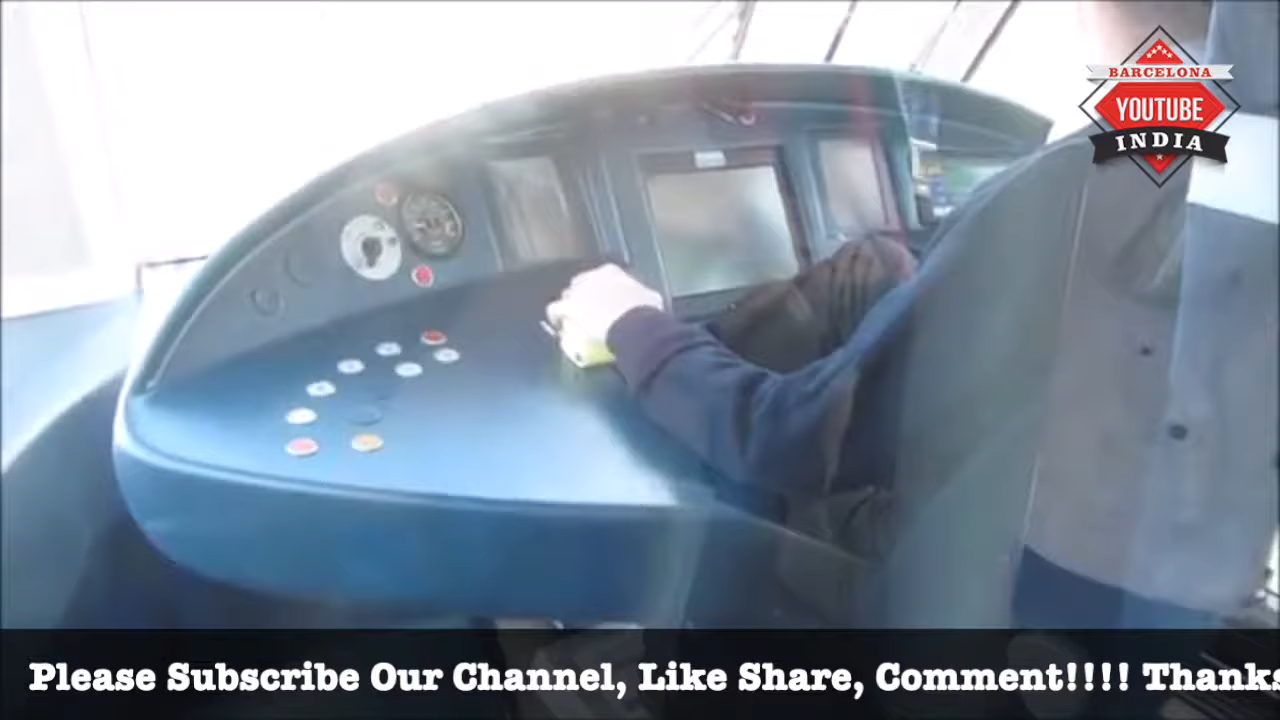 BARCELONA
YOUTUBE
INDIA
Please Subscribe Our Channel, Like Share, Comment!!!! Thanks